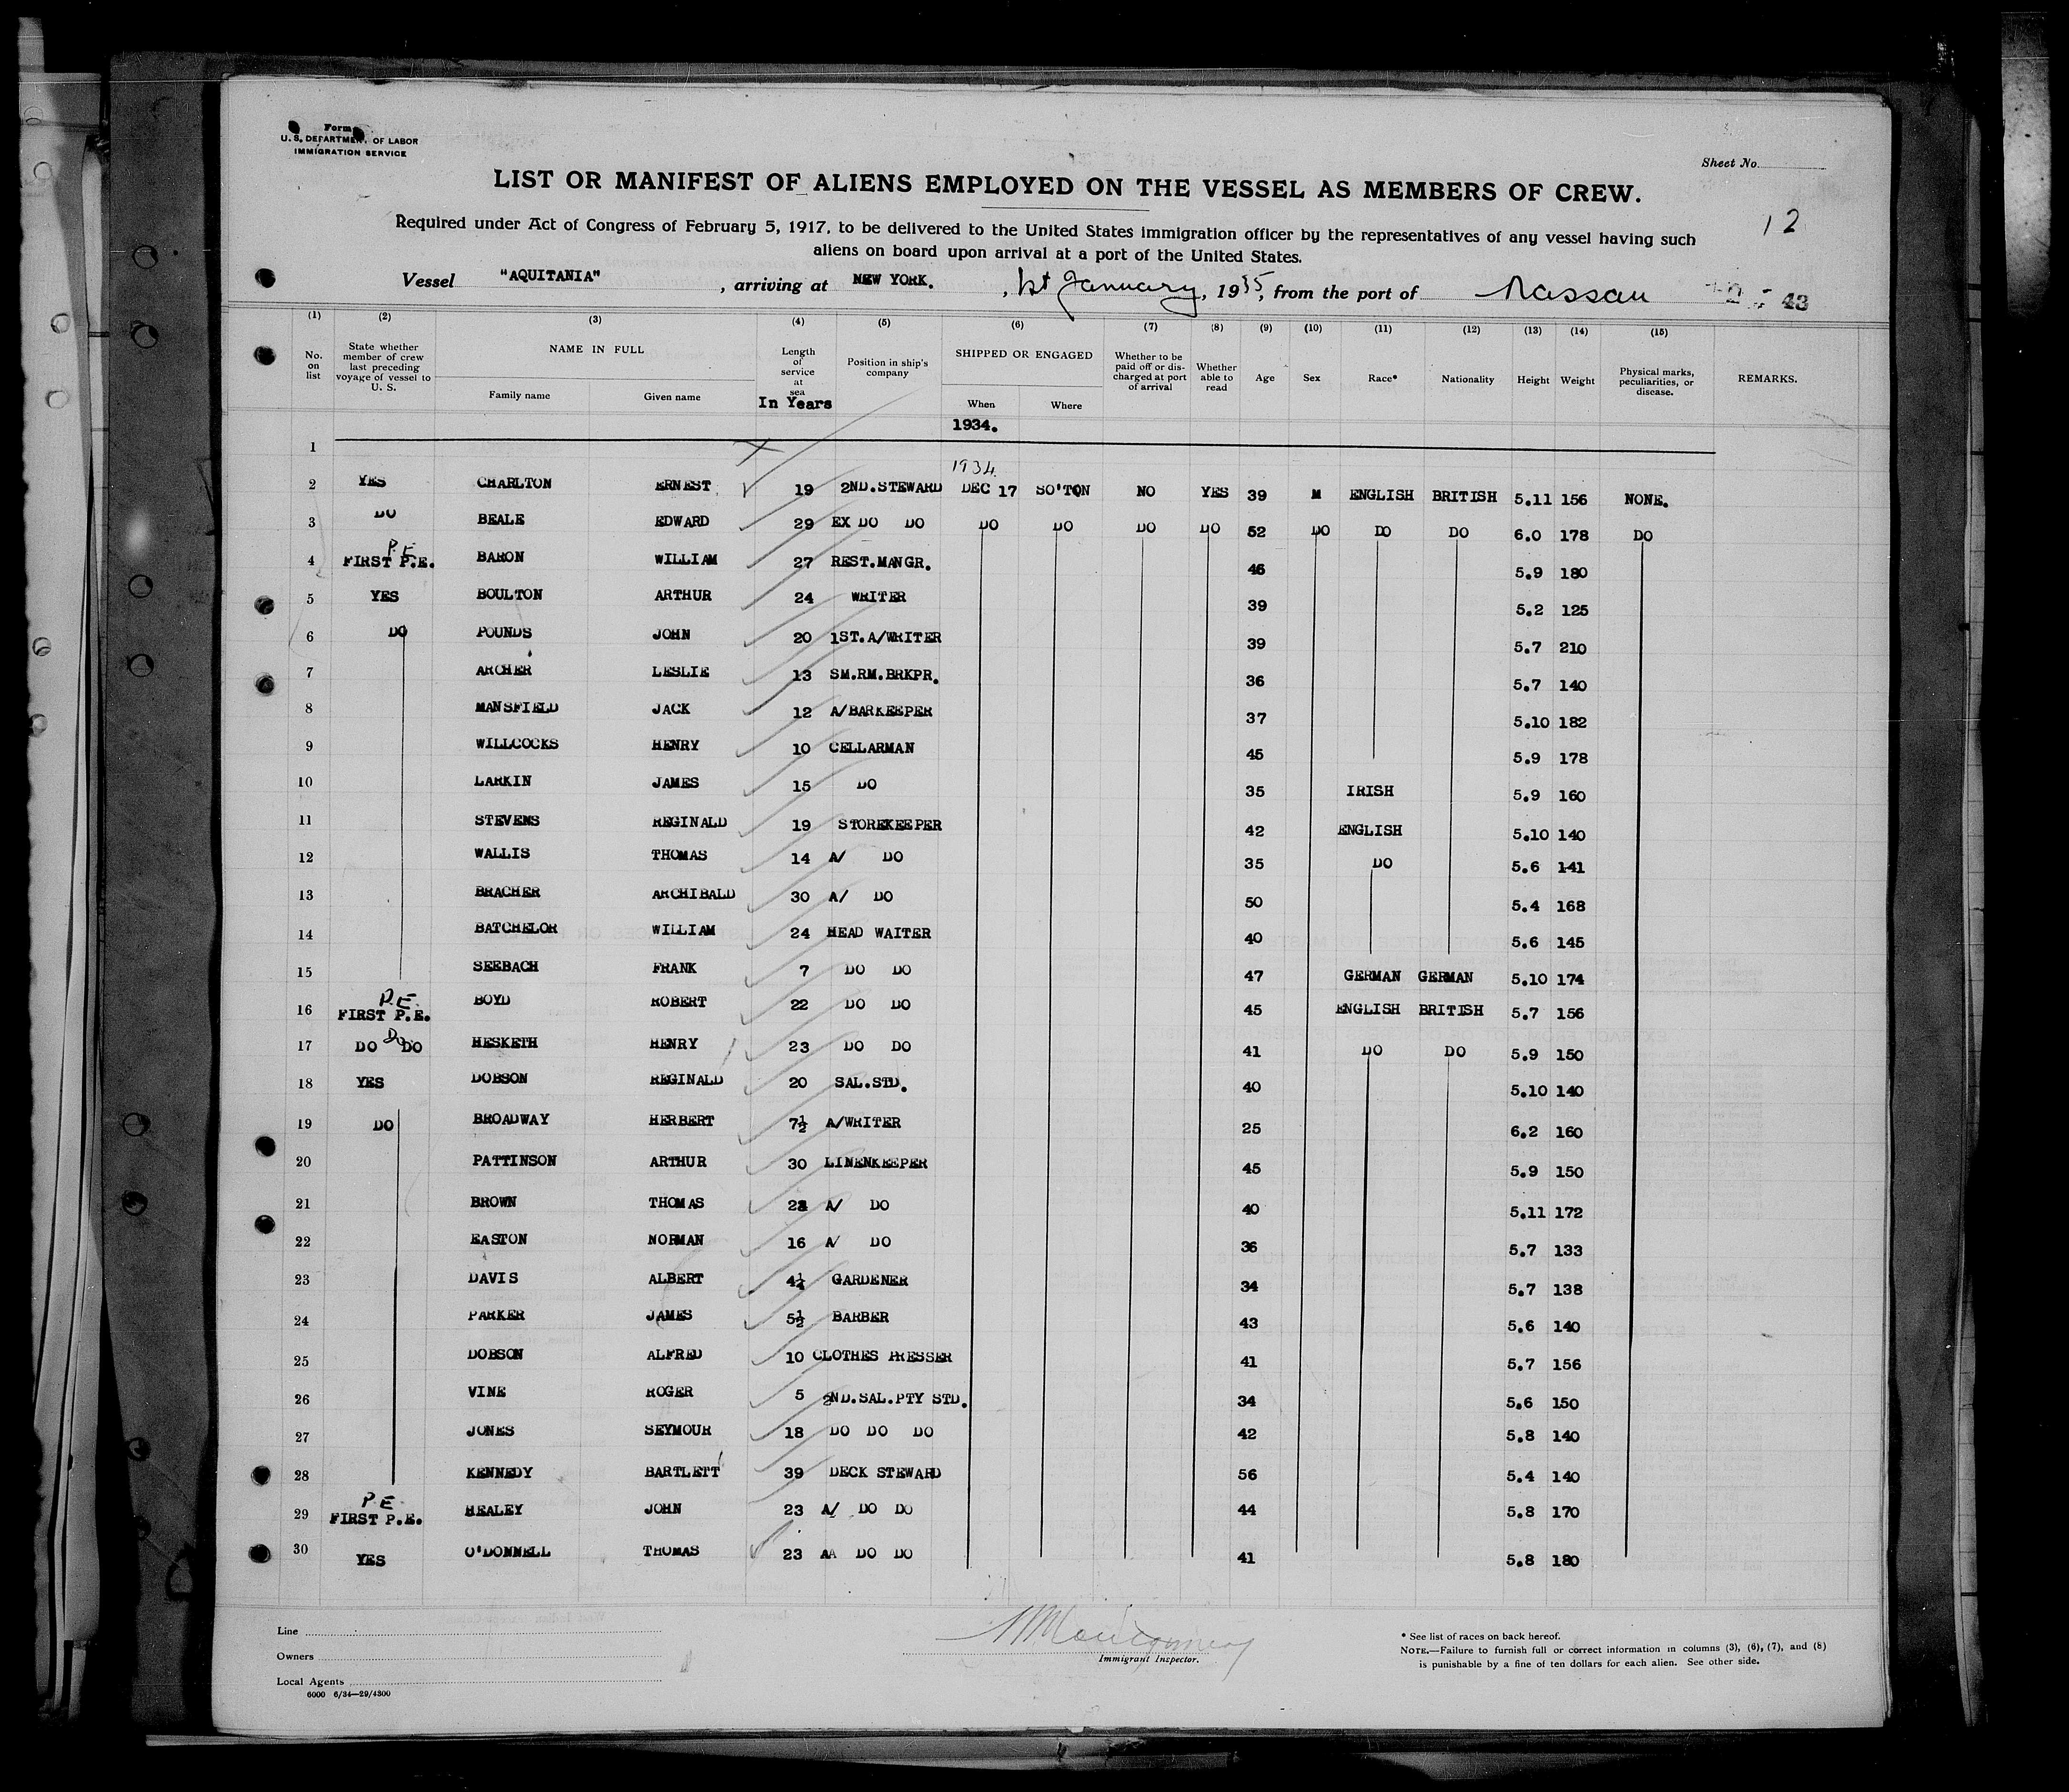 Form
U. S. DEPARTMENT OF LABOR
IMMIGRATION SERVICE
Sheet No.
LIST OR MANIFEST OF ALIENS EMPLOYED ON THE VESSEL AS MEMBERS OF CREW.
12
Required under Act of Congress of February 5, 1917, to be delivered to the United States immigration officer by the representatives of any vessel having such
aliens on board upon arrival at a port of the United States.
Vessel "AQUITANIA", arriving at NEW YORK., 1st January, 1935, from the port of Nassau 43
(1) (2) (3) (4) (5) (6) (7) (8) (9) (10) (11) (12) (13) (14) (15)
No. on list State whether member of crew last preceding voyage of vessel to U. S. NAME IN FULL Family name Given name Length of service at sea In Years Position in ship's company SHIPPED OR ENGAGED When Where Whether to be paid off or discharged at port of arrival Whether able to read Age Sex Race* Nationality Height Weight Physical marks, peculiarities, or disease. REMARKS.
1934.
1
1934
2 YES CHARLTON ERNEST 19 2ND.STEWARD DEC 17 SO'TON NO YES 39 M ENGLISH BRITISH 5.11 156 NONE.
3 DO BEALE EDWARD 29 EX DO DO DO DO DO DO 52 DO DO DO 6.0 178 DO
P.E.
4 FIRST P.E. BARON WILLIAM 27 REST.MANGR. 46 5.9 180
5 YES BOULTON ARTHUR 24 WRITER 39 5.2 125
6 DO POUNDS JOHN 20 1ST.A/WRITER 39 5.7 210
7 ARCHER LESLIE 13 SM.RM.BRKPR. 36 5.7 140
8 MANSFIELD JACK 12 A/BARKEEPER 37 5.10 182
9 WILLCOCKS HENRY 10 CELLARMAN 45 5.9 178
10 LARKIN JAMES 15 DO 35 IRISH 5.9 160
11 STEVENS REGINALD 19 STOREKEEPER 42 ENGLISH 5.10 140
12 WALLIS THOMAS 14 A/ DO 35 DO 5.6 141
13 BRACHER ARCHIBALD 30 A/ DO 50 5.4 168
14 BATCHELOR WILLIAM 24 HEAD WAITER 40 5.6 145
15 SEEBACH FRANK 7 DO DO 47 GERMAN GERMAN 5.10 174
P.E.
16 FIRST P.E. BOYD ROBERT 22 DO DO 45 ENGLISH BRITISH 5.7 156
Do
17 DO DO HESKETH HENRY 23 DO DO 41 DO DO 5.9 150
18 YES DOBSON REGINALD 20 SAL.STD. 40 5.10 140
19 DO BROADWAY HERBERT 7½ A/WRITER 25 6.2 160
20 PATTINSON ARTHUR 30 LINENKEEPER 45 5.9 150
21 BROWN THOMAS A/ DO 40 5.11 172
22 EASTON NORMAN 16 A/ DO 36 5.7 133
23 DAVIS ALBERT 4¼ GARDENER 34 5.7 138
24 PARKER JAMES 5½ BARBER 43 5.6 140
25 DOBSON ALFRED 10 CLOTHES PRESSER 41 5.7 156
26 VINE ROGER 5 2ND.SAL.PTY STD. 34 5.6 150
27 JONES SEYMOUR 18 DO DO DO 42 5.8 140
28 KENNEDY BARTLETT 39 DECK STEWARD 56 5.4 140
P.E.
29 FIRST P.E. HEALEY JOHN 23 A/ DO DO 44 5.8 170
30 YES O'DONNELL THOMAS 23 AA DO DO 41 5.8 180
Line
Owners
Local Agents
6000 6/34—29/4300
Montgomery
Immigrant Inspector.
* See list of races on back hereof.
NOTE.—Failure to furnish full or correct information in columns (3), (6), (7), and (8)
is punishable by a fine of ten dollars for each alien. See other side.